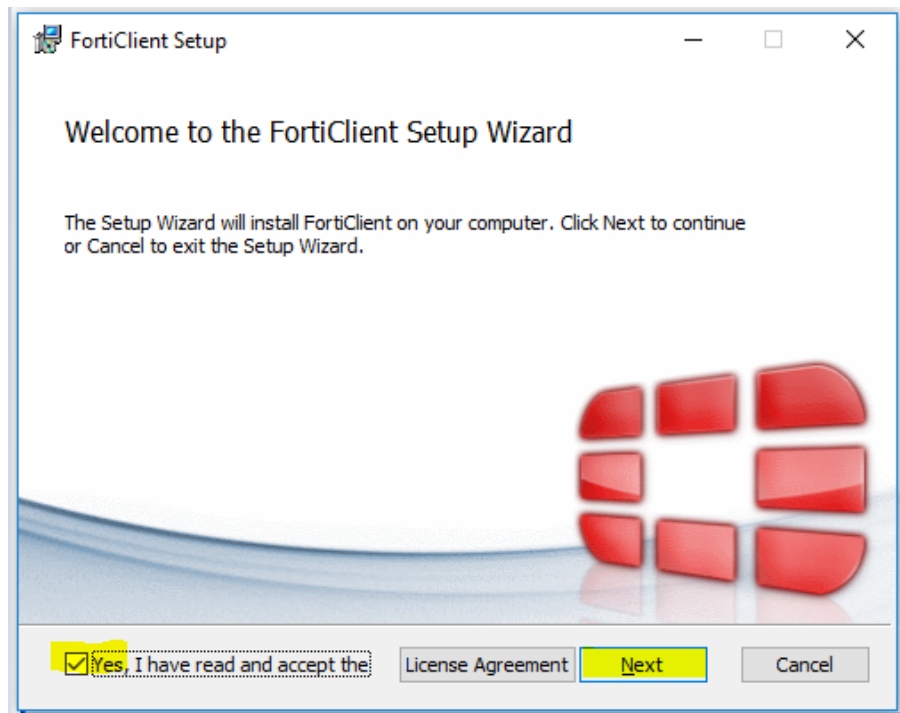 FortiClient Setup
Welcome to the FortiClient Setup Wizard
The Setup Wizard will install FortiClient on your computer. Click Next to continue
or Cancel to exit the Setup Wizard.
Yes, I have read and accept the License Agreement Next Cancel